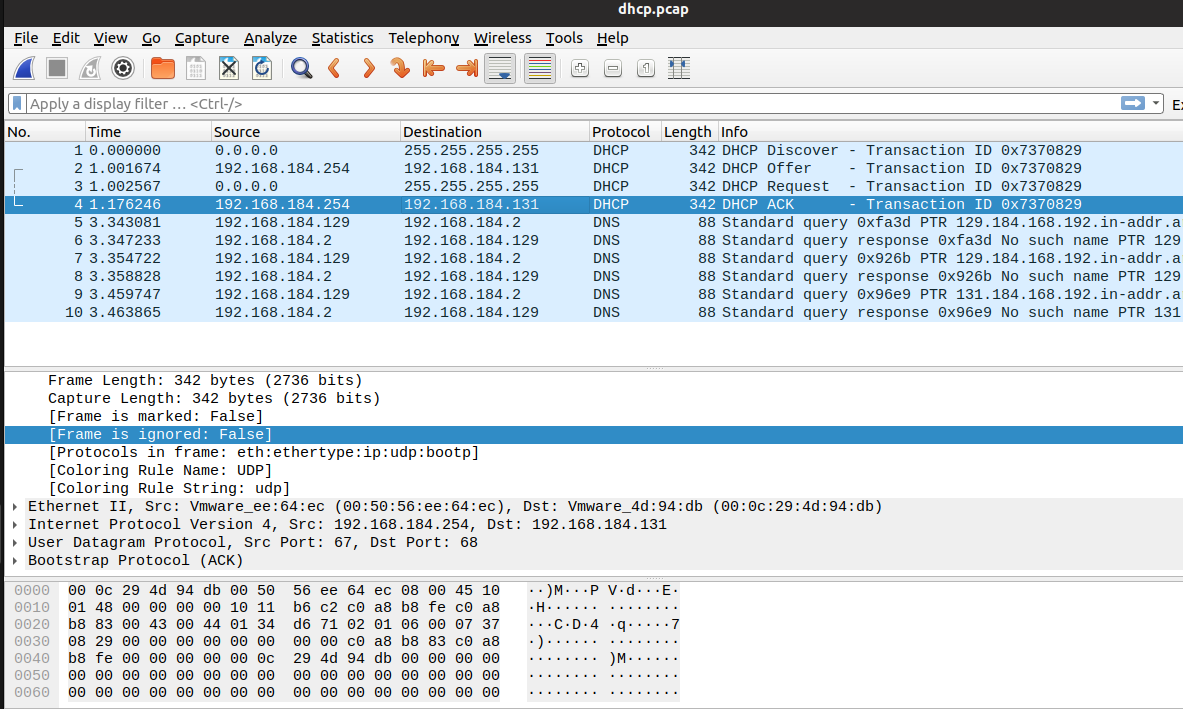 dhcp.pcap
File Edit View Go Capture Analyze Statistics Telephony Wireless Tools Help
Apply a display filter … <Ctrl-/>
No. Time Source Destination Protocol Length Info
1 0.000000 0.0.0.0 255.255.255.255 DHCP 342 DHCP Discover - Transaction ID 0x7370829
2 1.001674 192.168.184.254 192.168.184.131 DHCP 342 DHCP Offer - Transaction ID 0x7370829
3 1.002567 0.0.0.0 255.255.255.255 DHCP 342 DHCP Request - Transaction ID 0x7370829
4 1.176246 192.168.184.254 192.168.184.131 DHCP 342 DHCP ACK - Transaction ID 0x7370829
5 3.343081 192.168.184.129 192.168.184.2 DNS 88 Standard query 0xfa3d PTR 129.184.168.192.in-addr.a
6 3.347233 192.168.184.2 192.168.184.129 DNS 88 Standard query response 0xfa3d No such name PTR 129
7 3.354722 192.168.184.129 192.168.184.2 DNS 88 Standard query 0x926b PTR 129.184.168.192.in-addr.a
8 3.358828 192.168.184.2 192.168.184.129 DNS 88 Standard query response 0x926b No such name PTR 129
9 3.459747 192.168.184.129 192.168.184.2 DNS 88 Standard query 0x96e9 PTR 131.184.168.192.in-addr.a
10 3.463865 192.168.184.2 192.168.184.129 DNS 88 Standard query response 0x96e9 No such name PTR 131
Frame Length: 342 bytes (2736 bits)
Capture Length: 342 bytes (2736 bits)
[Frame is marked: False]
[Frame is ignored: False]
[Protocols in frame: eth:ethertype:ip:udp:bootp]
[Coloring Rule Name: UDP]
[Coloring Rule String: udp]
Ethernet II, Src: Vmware_ee:64:ec (00:50:56:ee:64:ec), Dst: Vmware_4d:94:db (00:0c:29:4d:94:db)
Internet Protocol Version 4, Src: 192.168.184.254, Dst: 192.168.184.131
User Datagram Protocol, Src Port: 67, Dst Port: 68
Bootstrap Protocol (ACK)
0000 00 0c 29 4d 94 db 00 50 56 ee 64 ec 08 00 45 10 ··)M···P V·d···E·
0010 01 48 00 00 00 00 10 11 b6 c2 c0 a8 b8 fe c0 a8 ·H······ ········
0020 b8 83 00 43 00 44 01 34 d6 71 02 01 06 00 07 37 ···C·D·4 ·q·····7
0030 08 29 00 00 00 00 00 00 00 00 c0 a8 b8 83 c0 a8 ·)······ ········
0040 b8 fe 00 00 00 00 00 0c 29 4d 94 db 00 00 00 00 ········ )M······
0050 00 00 00 00 00 00 00 00 00 00 00 00 00 00 00 00 ········ ········
0060 00 00 00 00 00 00 00 00 00 00 00 00 00 00 00 00 ········ ········